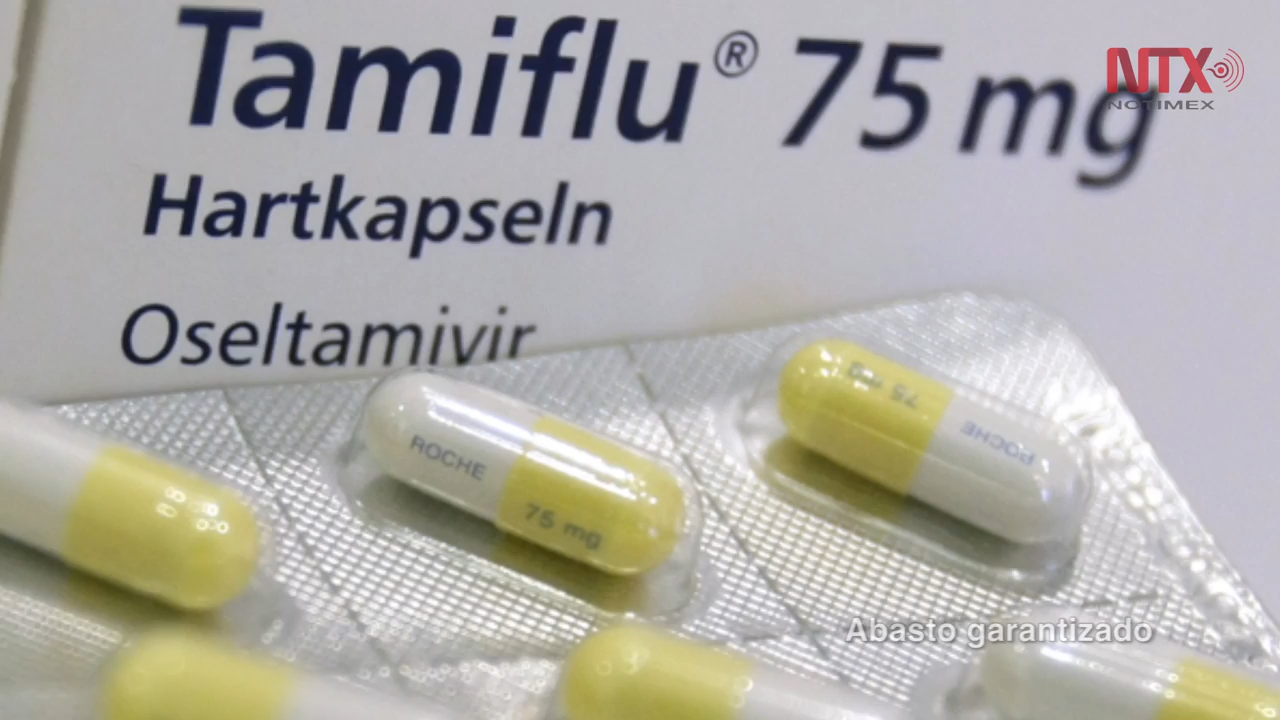 Tamiflu® 75 mg
NTX
NOTIMEX
Hartkapseln
Oseltamivir
75 mg
ROCHE
ROCHE
75 mg
Abasto garantizado